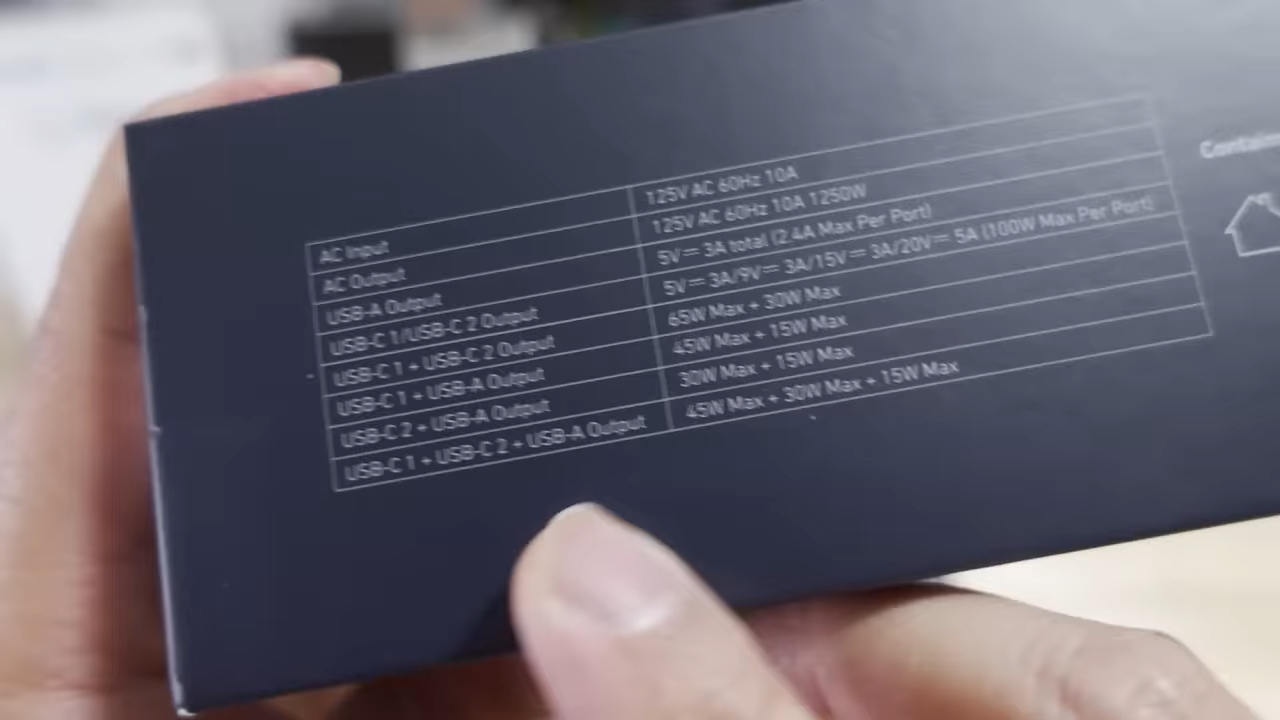 AC Input 125V AC 60Hz 10A
AC Output 125V AC 60Hz 10A 1250W
USB-A Output 5V⎓ 3A total (2.4A Max Per Port)
USB-C 1/USB-C 2 Output 5V⎓ 3A/9V⎓ 3A/15V⎓ 3A/20V⎓ 5A (100W Max Per Port)
USB-C 1 + USB-C 2 Output 65W Max + 30W Max
USB-C 1 + USB-A Output 45W Max + 15W Max
USB-C 2 + USB-A Output 30W Max + 15W Max
USB-C 1 + USB-C 2 + USB-A Output 45W Max + 30W Max + 15W Max